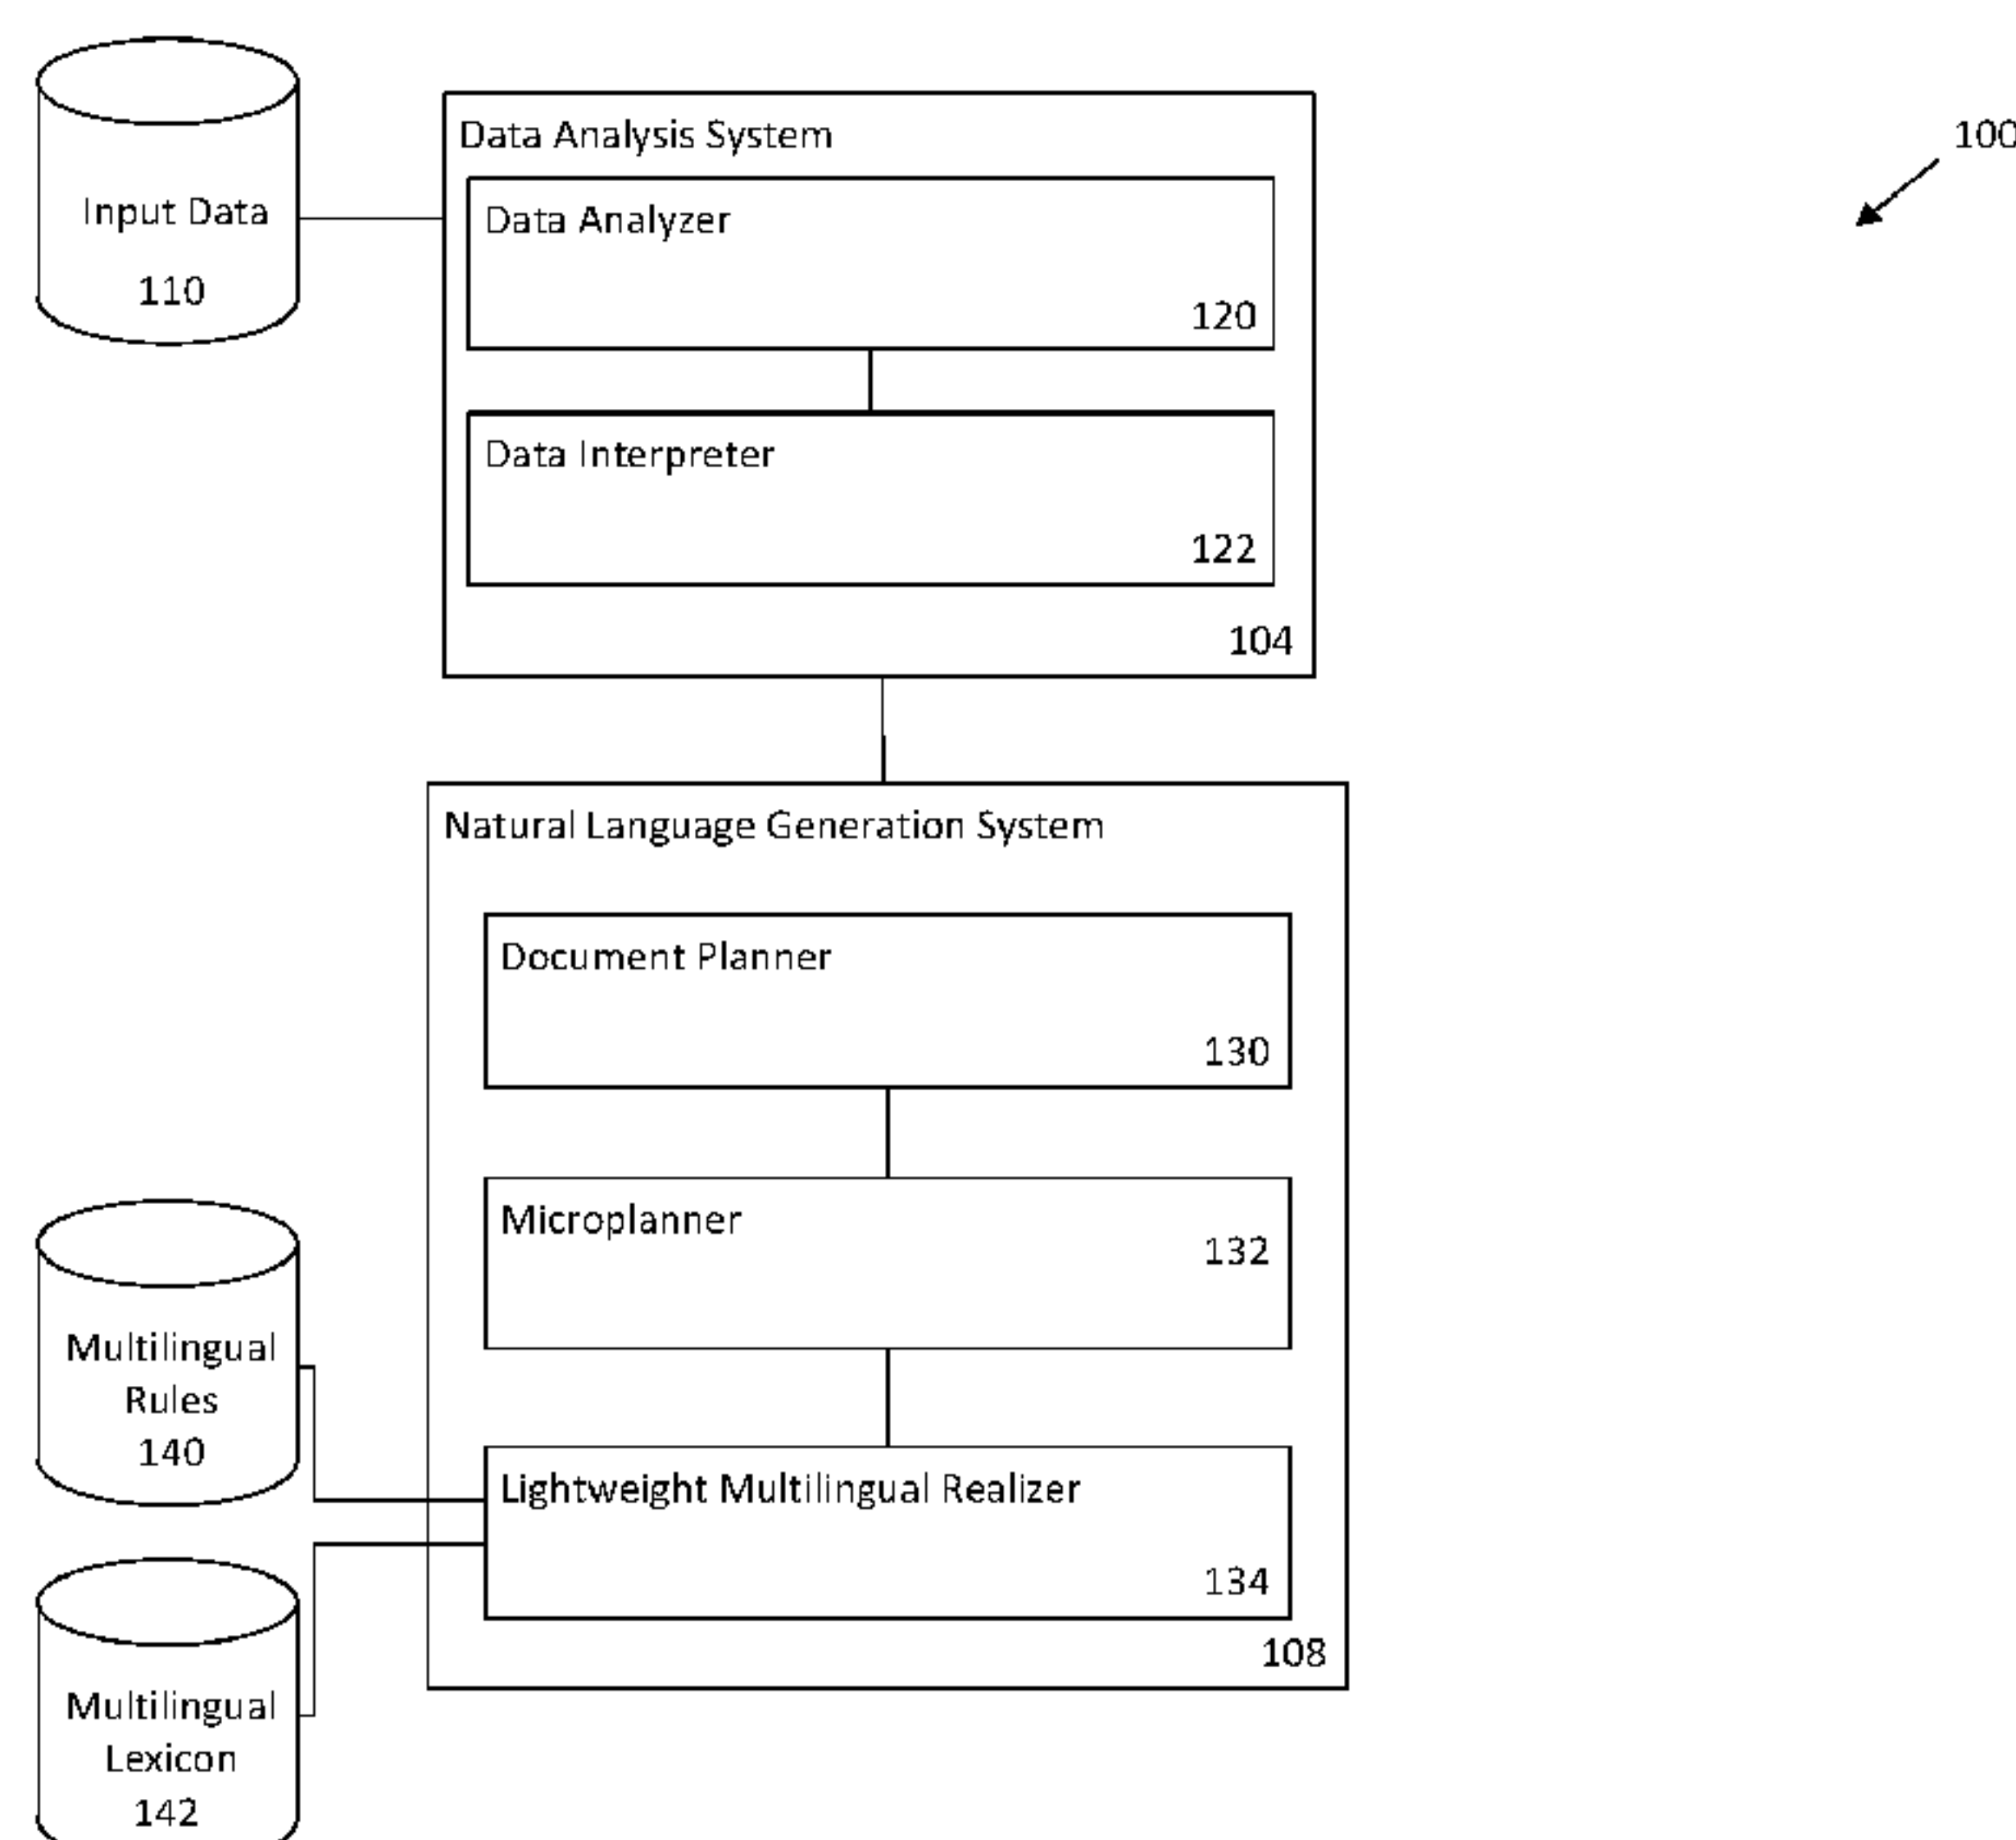 100
Input Data
110
Data Analysis System
Data Analyzer
120
Data Interpreter
122
104
Natural Language Generation System
Document Planner
130
Microplanner
132
Multilingual
Rules
140
Lightweight Multilingual Realizer
134
108
Multilingual
Lexicon
142